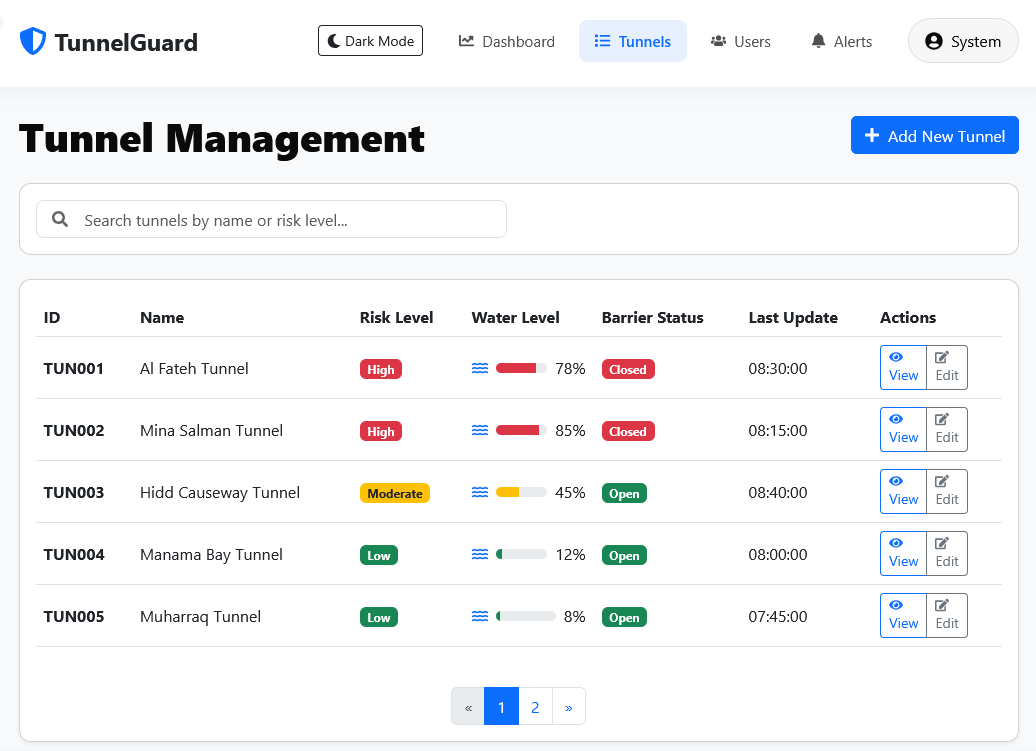 TunnelGuard
Dark Mode
Dashboard
Tunnels
Users
Alerts
System
Tunnel Management
Add New Tunnel
Search tunnels by name or risk level...
ID Name Risk Level Water Level Barrier Status Last Update Actions
TUN001 Al Fateh Tunnel High 78% Closed 08:30:00 View Edit
TUN002 Mina Salman Tunnel High 85% Closed 08:15:00 View Edit
TUN003 Hidd Causeway Tunnel Moderate 45% Open 08:40:00 View Edit
TUN004 Manama Bay Tunnel Low 12% Open 08:00:00 View Edit
TUN005 Muharraq Tunnel Low 8% Open 07:45:00 View Edit
« 1 2 »